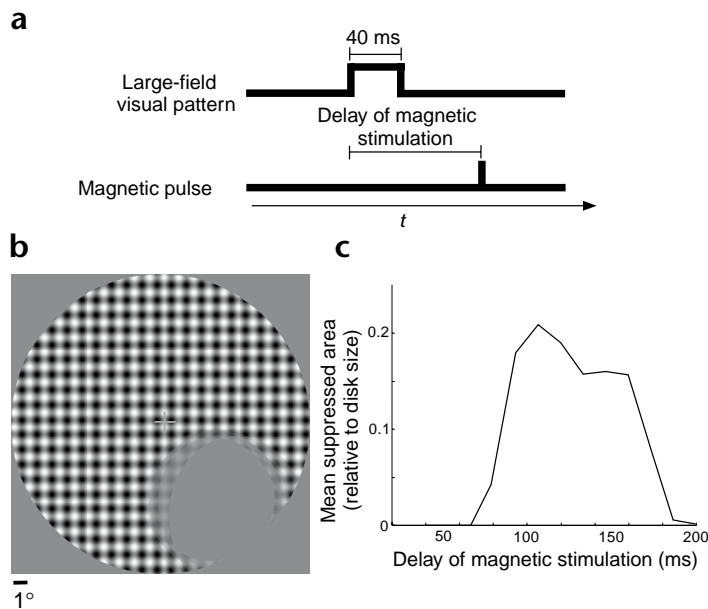 a
40 ms
Large-field
visual pattern
Delay of magnetic
stimulation
Magnetic pulse
t
b
1°
c
Mean suppressed area
(relative to disk size)
0.2
0.1
0
50
100
150
200
Delay of magnetic stimulation (ms)